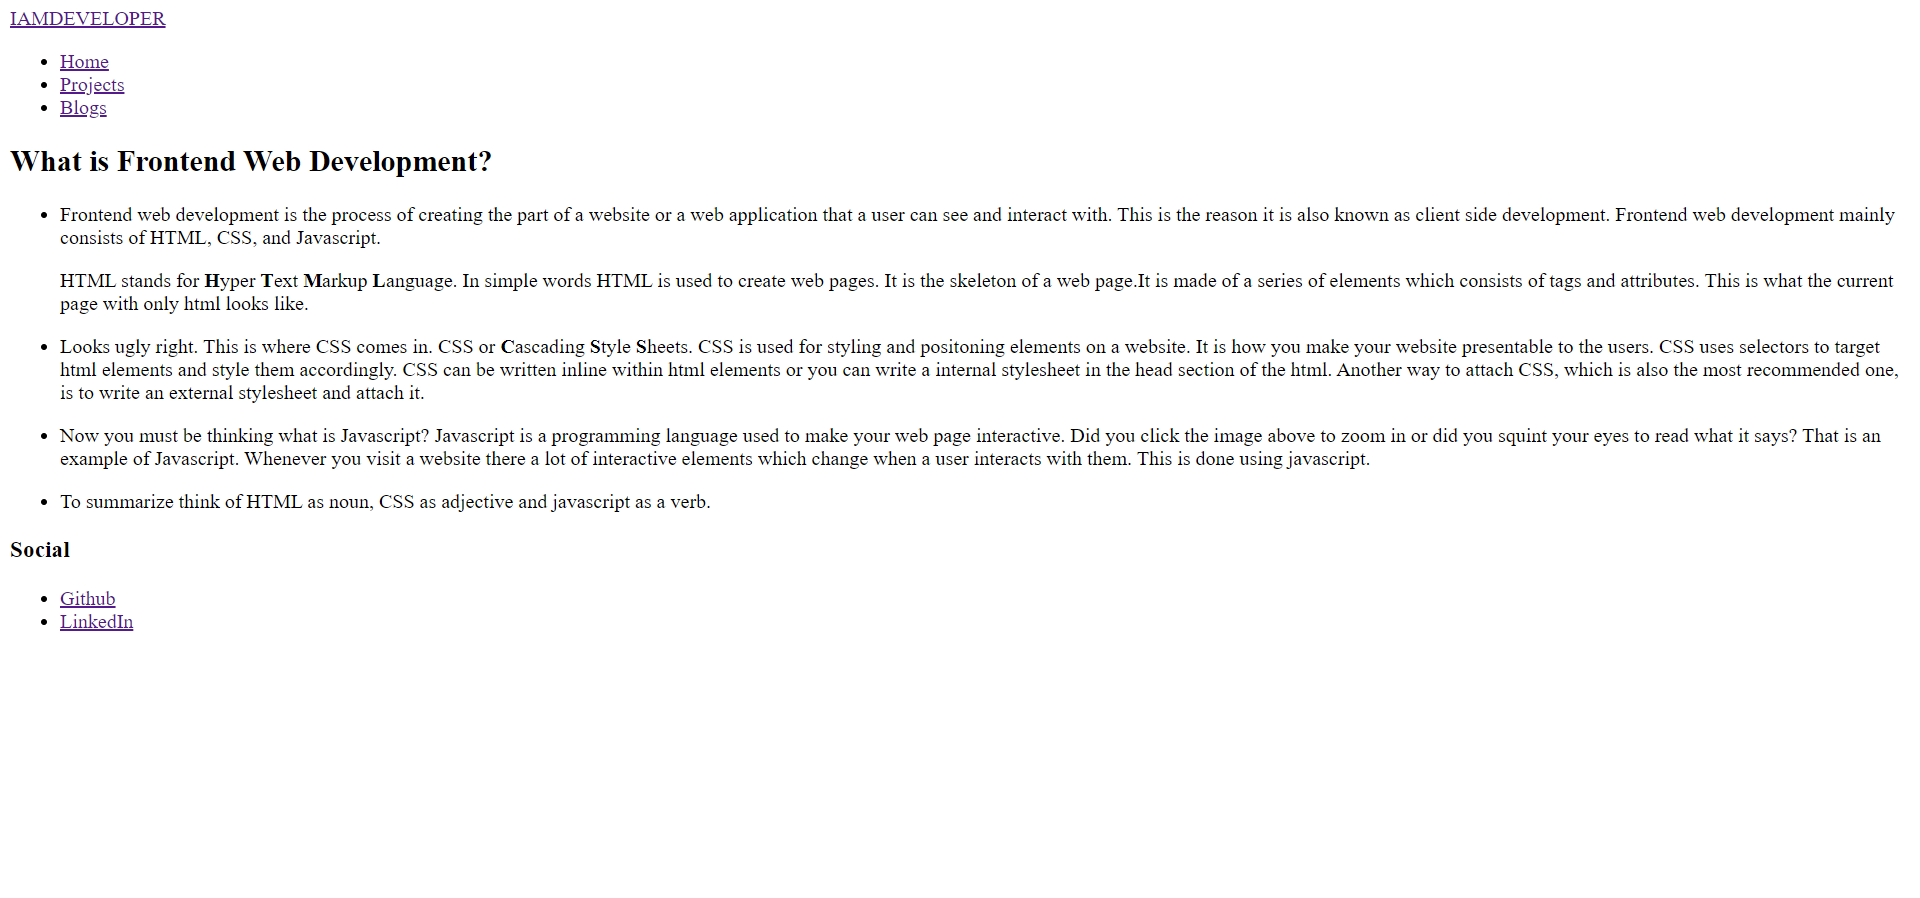 IAMDEVELOPER
Home
Projects
Blogs
What is Frontend Web Development?
Frontend web development is the process of creating the part of a website or a web application that a user can see and interact with. This is the reason it is also known as client side development. Frontend web development mainly
consists of HTML, CSS, and Javascript.
HTML stands for Hyper Text Markup Language. In simple words HTML is used to create web pages. It is the skeleton of a web page.It is made of a series of elements which consists of tags and attributes. This is what the current
page with only html looks like.
Looks ugly right. This is where CSS comes in. CSS or Cascading Style Sheets. CSS is used for styling and positoning elements on a website. It is how you make your website presentable to the users. CSS uses selectors to target
html elements and style them accordingly. CSS can be written inline within html elements or you can write a internal stylesheet in the head section of the html. Another way to attach CSS, which is also the most recommended one,
is to write an external stylesheet and attach it.
Now you must be thinking what is Javascript? Javascript is a programming language used to make your web page interactive. Did you click the image above to zoom in or did you squint your eyes to read what it says? That is an
example of Javascript. Whenever you visit a website there a lot of interactive elements which change when a user interacts with them. This is done using javascript.
To summarize think of HTML as noun, CSS as adjective and javascript as a verb.
Social
Github
LinkedIn